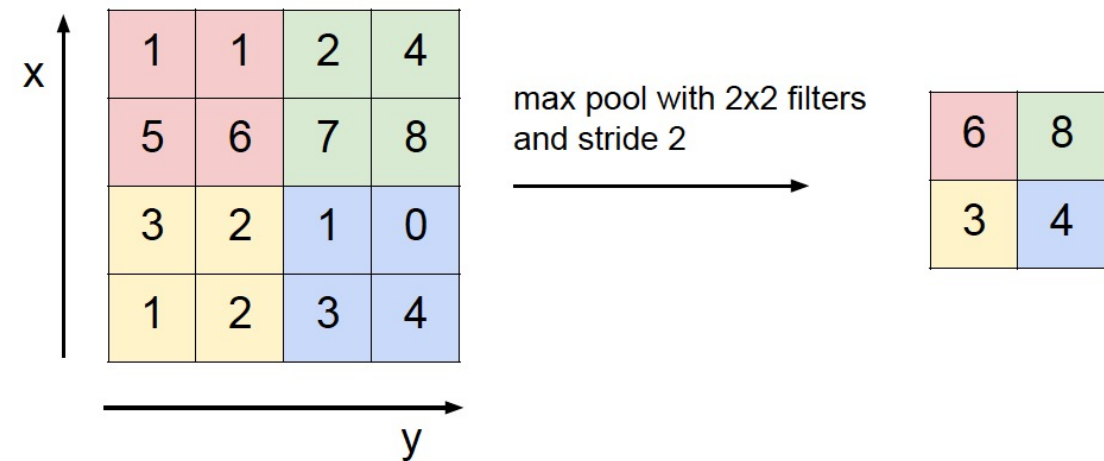 x
1 1 2 4
5 6 7 8
3 2 1 0
1 2 3 4
y
max pool with 2x2 filters
and stride 2
6 8
3 4